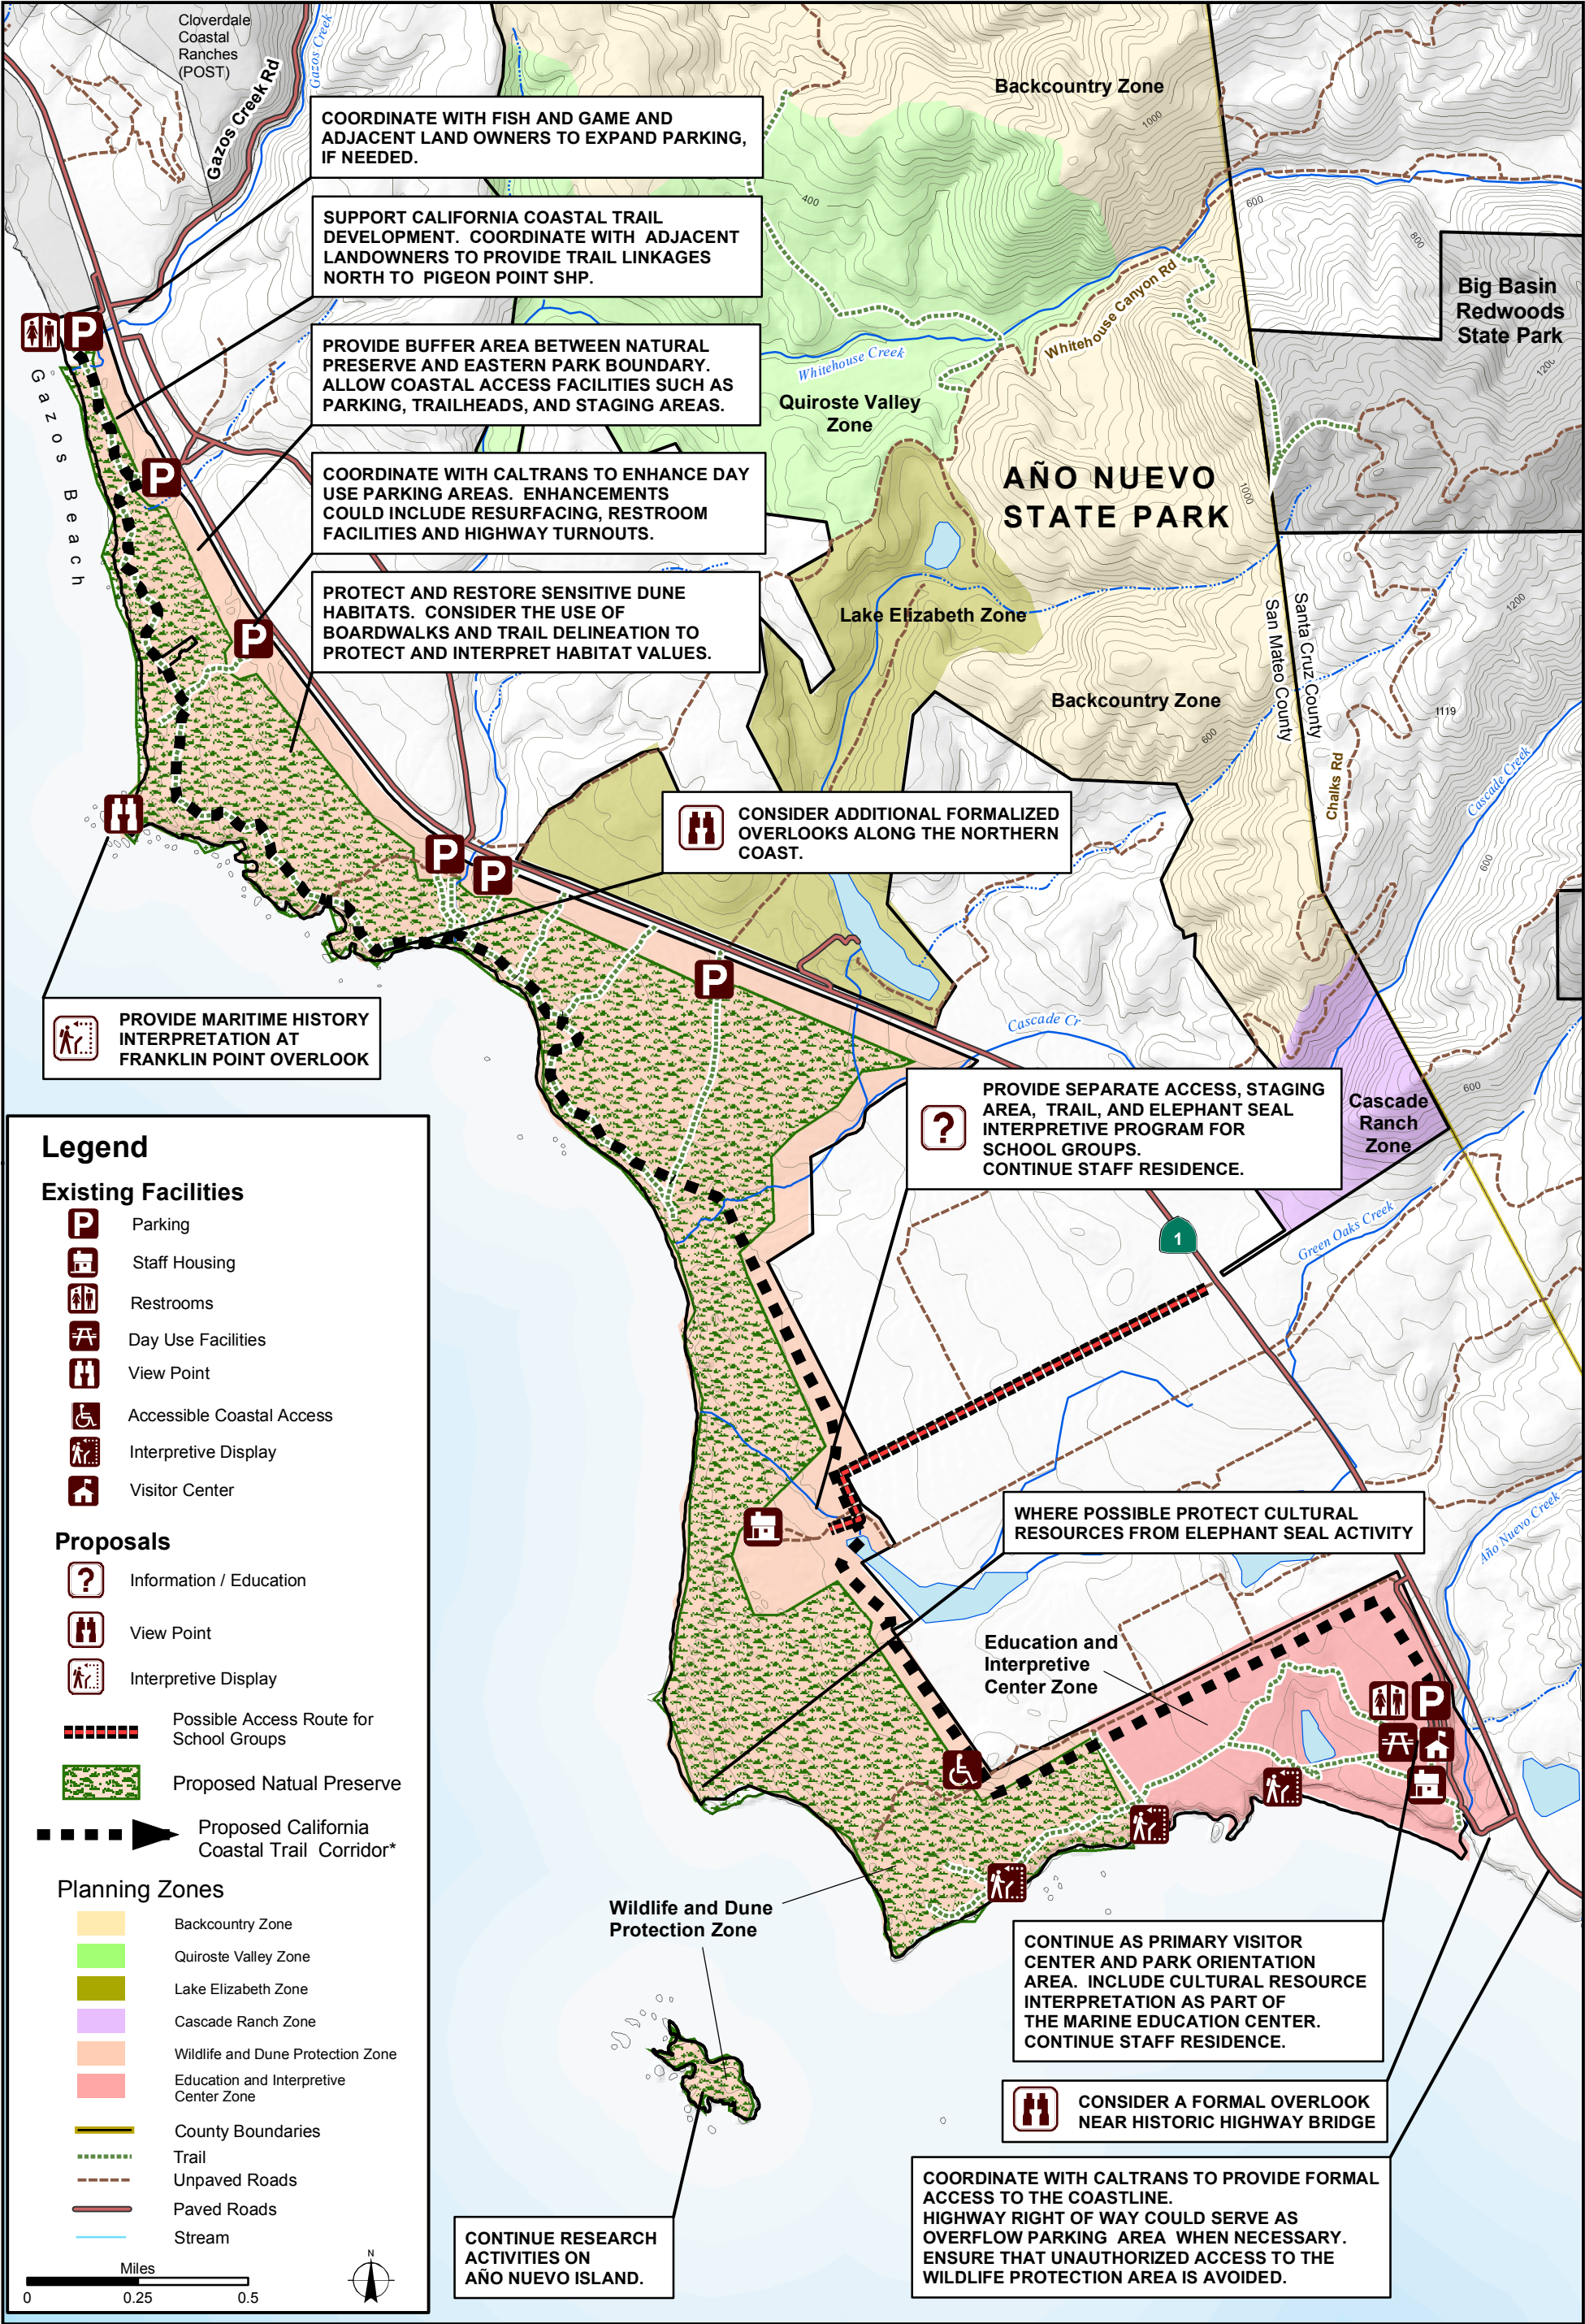 Cloverdale
Coastal
Ranches
(POST)
Gazos Creek Rd
Gazos Creek
COORDINATE WITH FISH AND GAME AND
ADJACENT LAND OWNERS TO EXPAND PARKING,
IF NEEDED.
SUPPORT CALIFORNIA COASTAL TRAIL
DEVELOPMENT.  COORDINATE WITH  ADJACENT
LANDOWNERS TO PROVIDE TRAIL LINKAGES
NORTH TO  PIGEON POINT SHP.
PROVIDE BUFFER AREA BETWEEN NATURAL
PRESERVE AND EASTERN PARK BOUNDARY.
ALLOW COASTAL ACCESS FACILITIES SUCH AS
PARKING, TRAILHEADS, AND STAGING AREAS.
COORDINATE WITH CALTRANS TO ENHANCE DAY
USE PARKING AREAS.  ENHANCEMENTS
COULD INCLUDE RESURFACING, RESTROOM
FACILITIES AND HIGHWAY TURNOUTS.
PROTECT AND RESTORE SENSITIVE DUNE
HABITATS.  CONSIDER THE USE OF
BOARDWALKS AND TRAIL DELINEATION TO
PROTECT AND INTERPRET HABITAT VALUES.
Backcountry Zone
1000
400
600
800
Whitehouse Creek
Whitehouse Canyon Rd
Quiroste Valley
Zone
Big Basin
Redwoods
State Park
1200
AÑO NUEVO
STATE PARK
1000
Lake Elizabeth Zone
Backcountry Zone
600
San Mateo County
Santa Cruz County
1200
1119
Chalks Rd
Cascade Creek
600
Gazos Beach
P
P
P
P
P
P
CONSIDER ADDITIONAL FORMALIZED
OVERLOOKS ALONG THE NORTHERN
COAST.
PROVIDE MARITIME HISTORY
INTERPRETATION AT
FRANKLIN POINT OVERLOOK
Cascade Cr
?
PROVIDE SEPARATE ACCESS, STAGING
AREA,  TRAIL, AND ELEPHANT SEAL
INTERPRETIVE PROGRAM FOR
SCHOOL GROUPS.
CONTINUE STAFF RESIDENCE.
Cascade
Ranch
Zone
600
1
Green Oaks Creek
Año Nuevo Creek
WHERE POSSIBLE PROTECT CULTURAL
RESOURCES FROM ELEPHANT SEAL ACTIVITY
Education and
Interpretive
Center Zone
P
Wildlife and Dune
Protection Zone
CONTINUE AS PRIMARY VISITOR
CENTER AND PARK ORIENTATION
AREA.  INCLUDE CULTURAL RESOURCE
INTERPRETATION AS PART OF
THE MARINE EDUCATION CENTER.
CONTINUE STAFF RESIDENCE.
CONSIDER A FORMAL OVERLOOK
NEAR HISTORIC HIGHWAY BRIDGE
COORDINATE WITH CALTRANS TO PROVIDE FORMAL
ACCESS TO THE COASTLINE.
HIGHWAY RIGHT OF WAY COULD SERVE AS
OVERFLOW PARKING  AREA  WHEN NECESSARY.
ENSURE THAT UNAUTHORIZED ACCESS TO THE
WILDLIFE PROTECTION AREA IS AVOIDED.
CONTINUE RESEARCH
ACTIVITIES ON
AÑO NUEVO ISLAND.
Legend
Existing Facilities
P Parking
Staff Housing
Restrooms
Day Use Facilities
View Point
Accessible Coastal Access
Interpretive Display
Visitor Center
Proposals
? Information / Education
View Point
Interpretive Display
Possible Access Route for
School Groups
Proposed Natual Preserve
Proposed California
Coastal Trail  Corridor*
Planning Zones
Backcountry Zone
Quiroste Valley Zone
Lake Elizabeth Zone
Cascade Ranch Zone
Wildlife and Dune Protection Zone
Education and Interpretive
Center Zone
County Boundaries
Trail
Unpaved Roads
Paved Roads
Stream
Miles
0 0.25 0.5
N